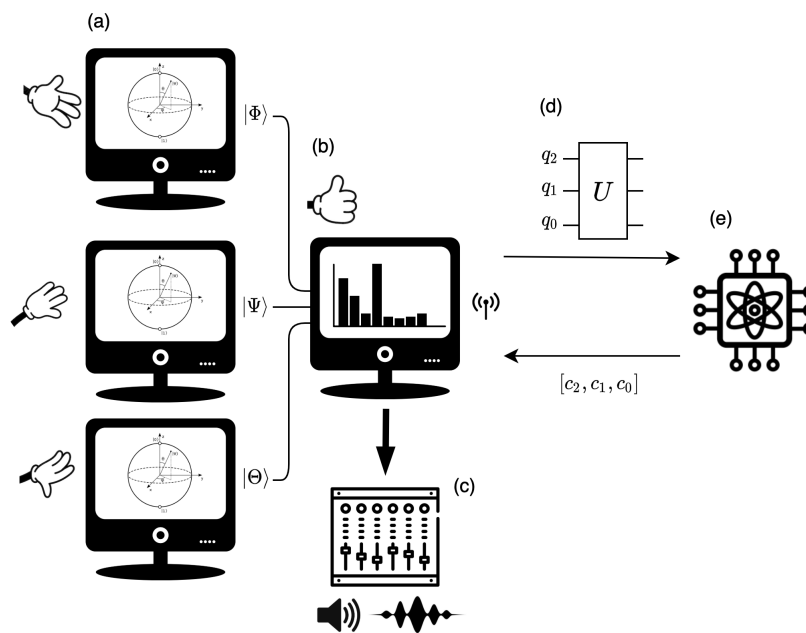 (a)
|Φ⟩
(b)
(d)
q₂
q₁
q₀
U
(e)
|Ψ⟩
[c₂, c₁, c₀]
|Θ⟩
(c)